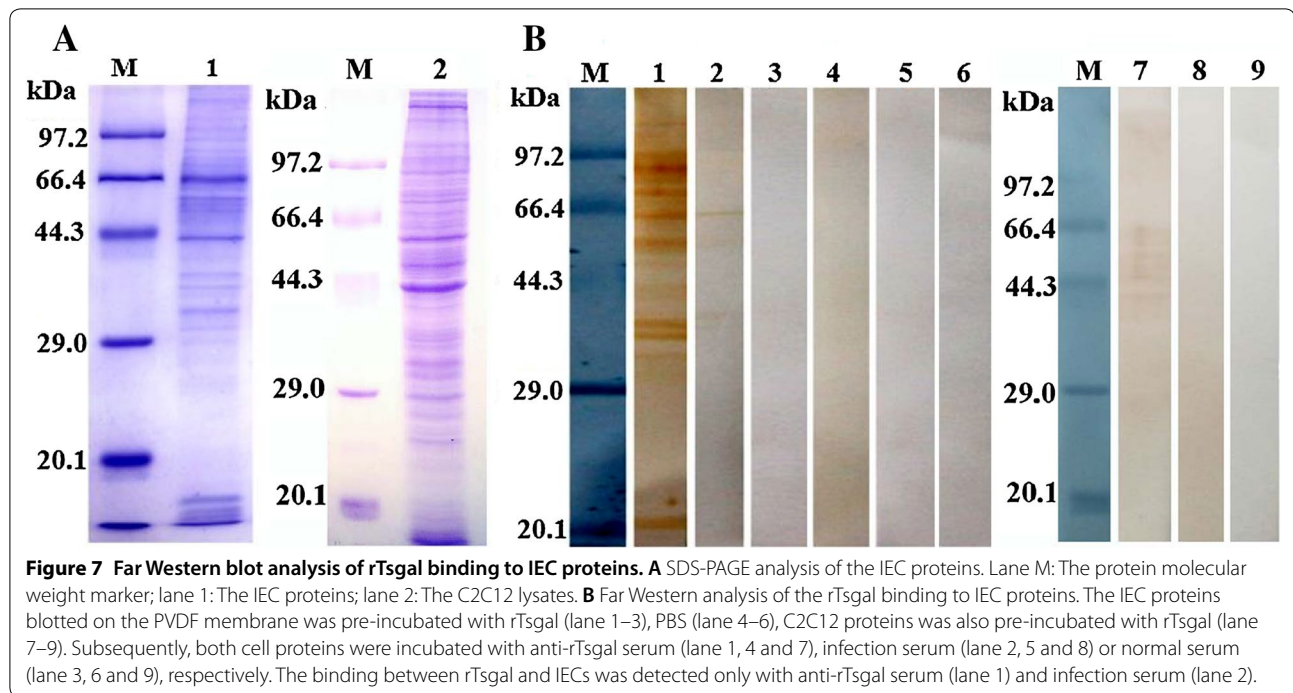 A
B
M 1
M 2
M 1 2 3 4 5 6
M 7 8 9
kDa
97.2
66.4
44.3
29.0
20.1
kDa
97.2
66.4
44.3
29.0
20.1
kDa
97.2
66.4
44.3
29.0
20.1
kDa
97.2
66.4
44.3
29.0
20.1
Figure 7 Far Western blot analysis of rTsgal binding to IEC proteins. A SDS-PAGE analysis of the IEC proteins. Lane M: The protein molecular
weight marker; lane 1: The IEC proteins; lane 2: The C2C12 lysates. B Far Western analysis of the rTsgal binding to IEC proteins. The IEC proteins
blotted on the PVDF membrane was pre-incubated with rTsgal (lane 1–3), PBS (lane 4–6), C2C12 proteins was also pre-incubated with rTsgal (lane
7–9). Subsequently, both cell proteins were incubated with anti-rTsgal serum (lane 1, 4 and 7), infection serum (lane 2, 5 and 8) or normal serum
(lane 3, 6 and 9), respectively. The binding between rTsgal and IECs was detected only with anti-rTsgal serum (lane 1) and infection serum (lane 2).